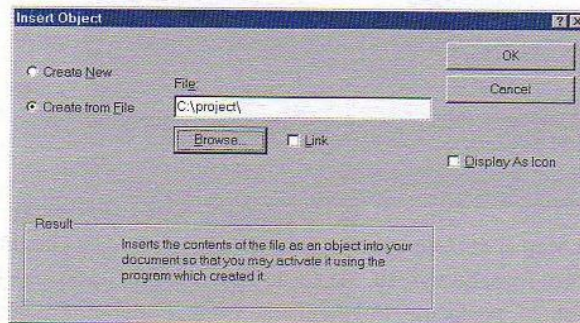 Insert Object
Create New
Create from File
File:
C:\project\
Browse...
Link
OK
Cancel
Display As Icon
Result
Inserts the contents of the file as an object into your
document so that you may activate it using the
program which created it.